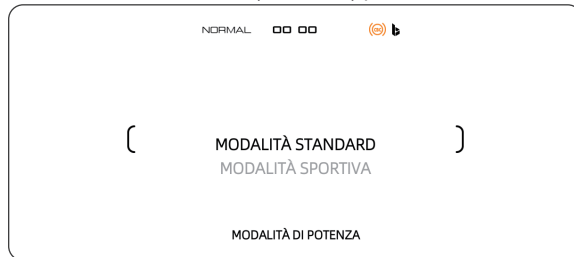 NORMAL 00 00
MODALITÀ STANDARD
MODALITÀ SPORTIVA
MODALITÀ DI POTENZA